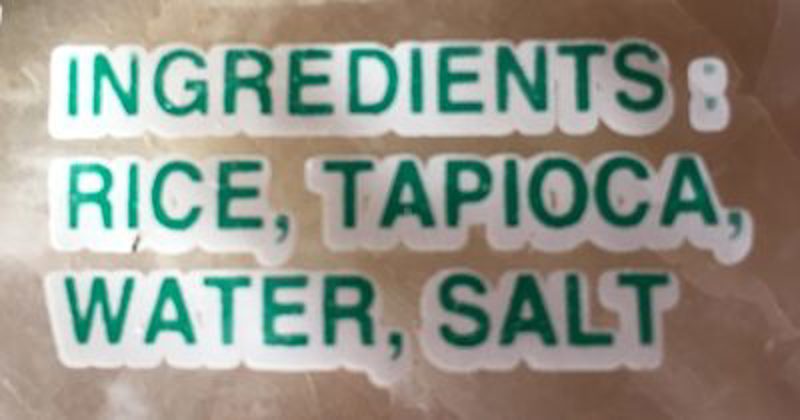 INGREDIENTS :
RICE, TAPIOCA,
WATER, SALT